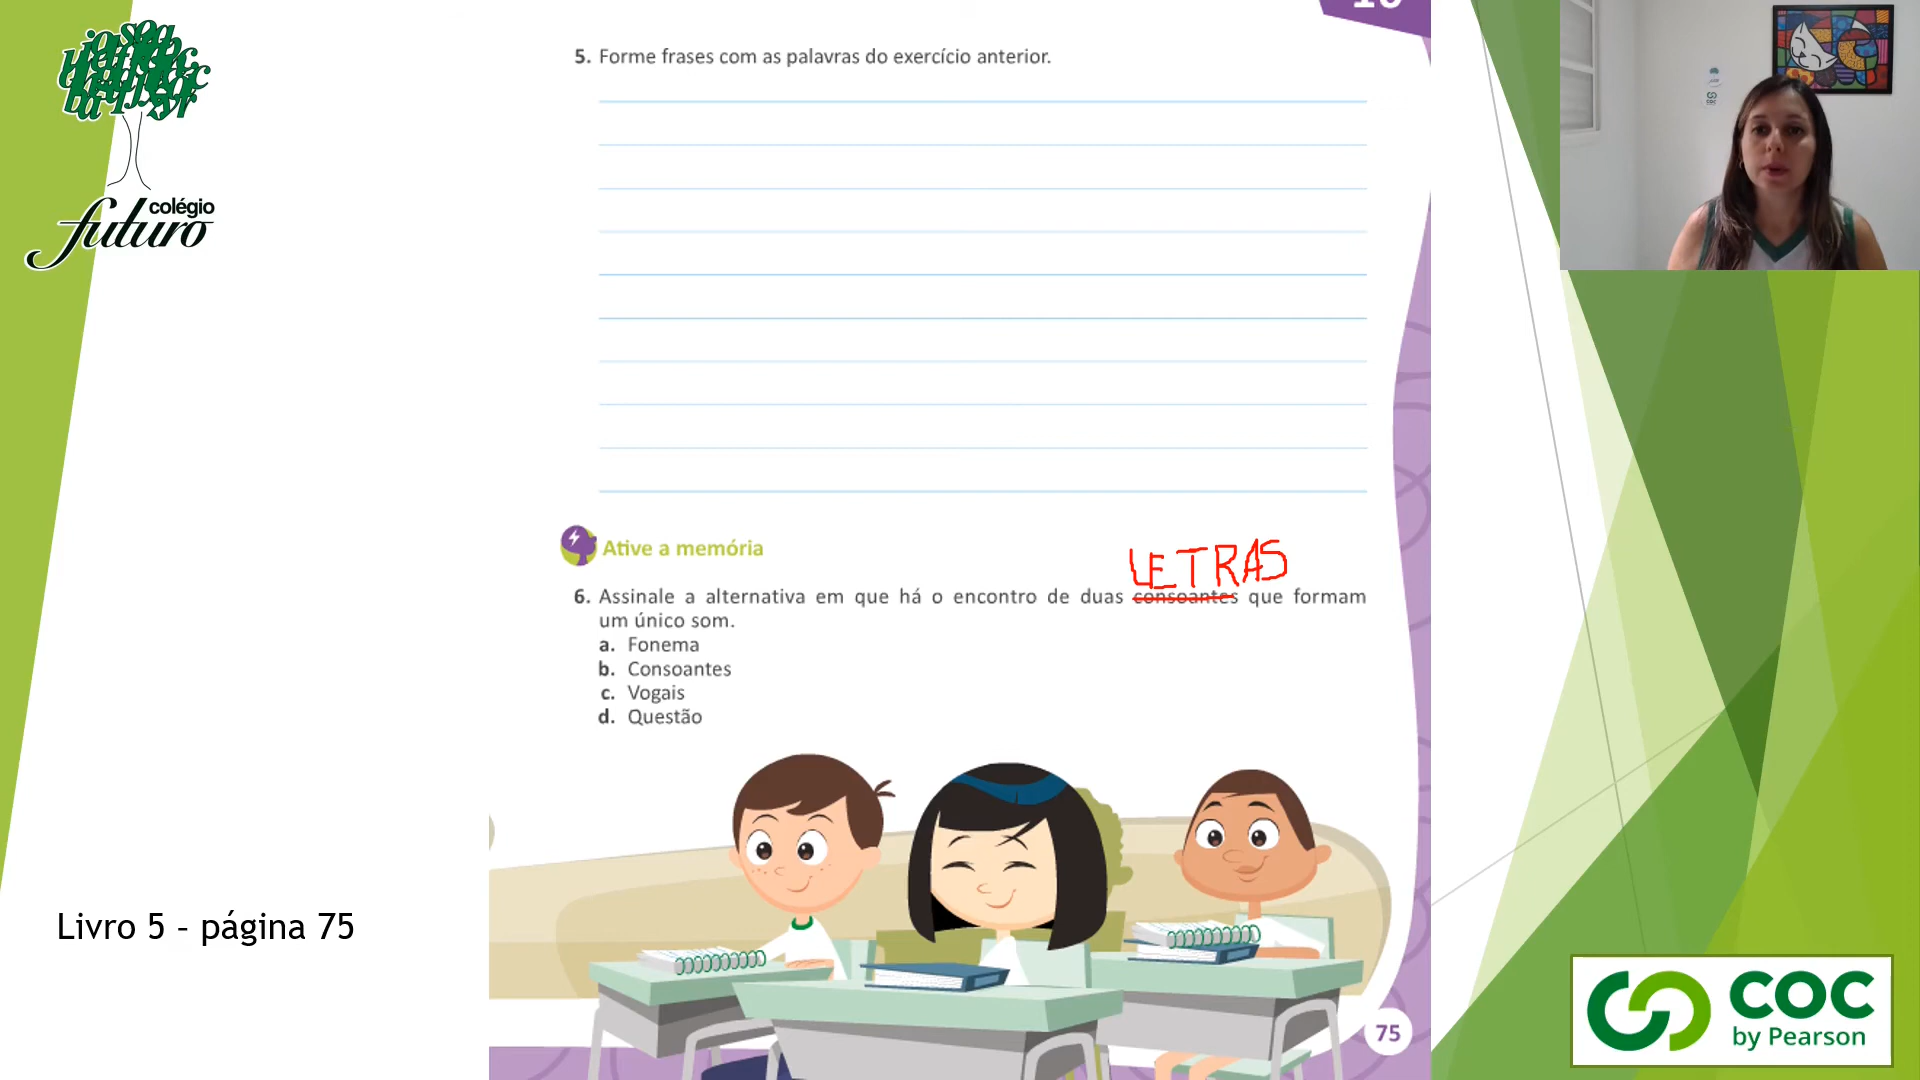 colégio
futuro
5. Forme frases com as palavras do exercício anterior.
Ative a memória
LETRAS
6. Assinale a alternativa em que há o encontro de duas consoantes que formam
um único som.
a. Fonema
b. Consoantes
c. Vogais
d. Questão
75
Livro 5 - página 75
coc
COC
by Pearson